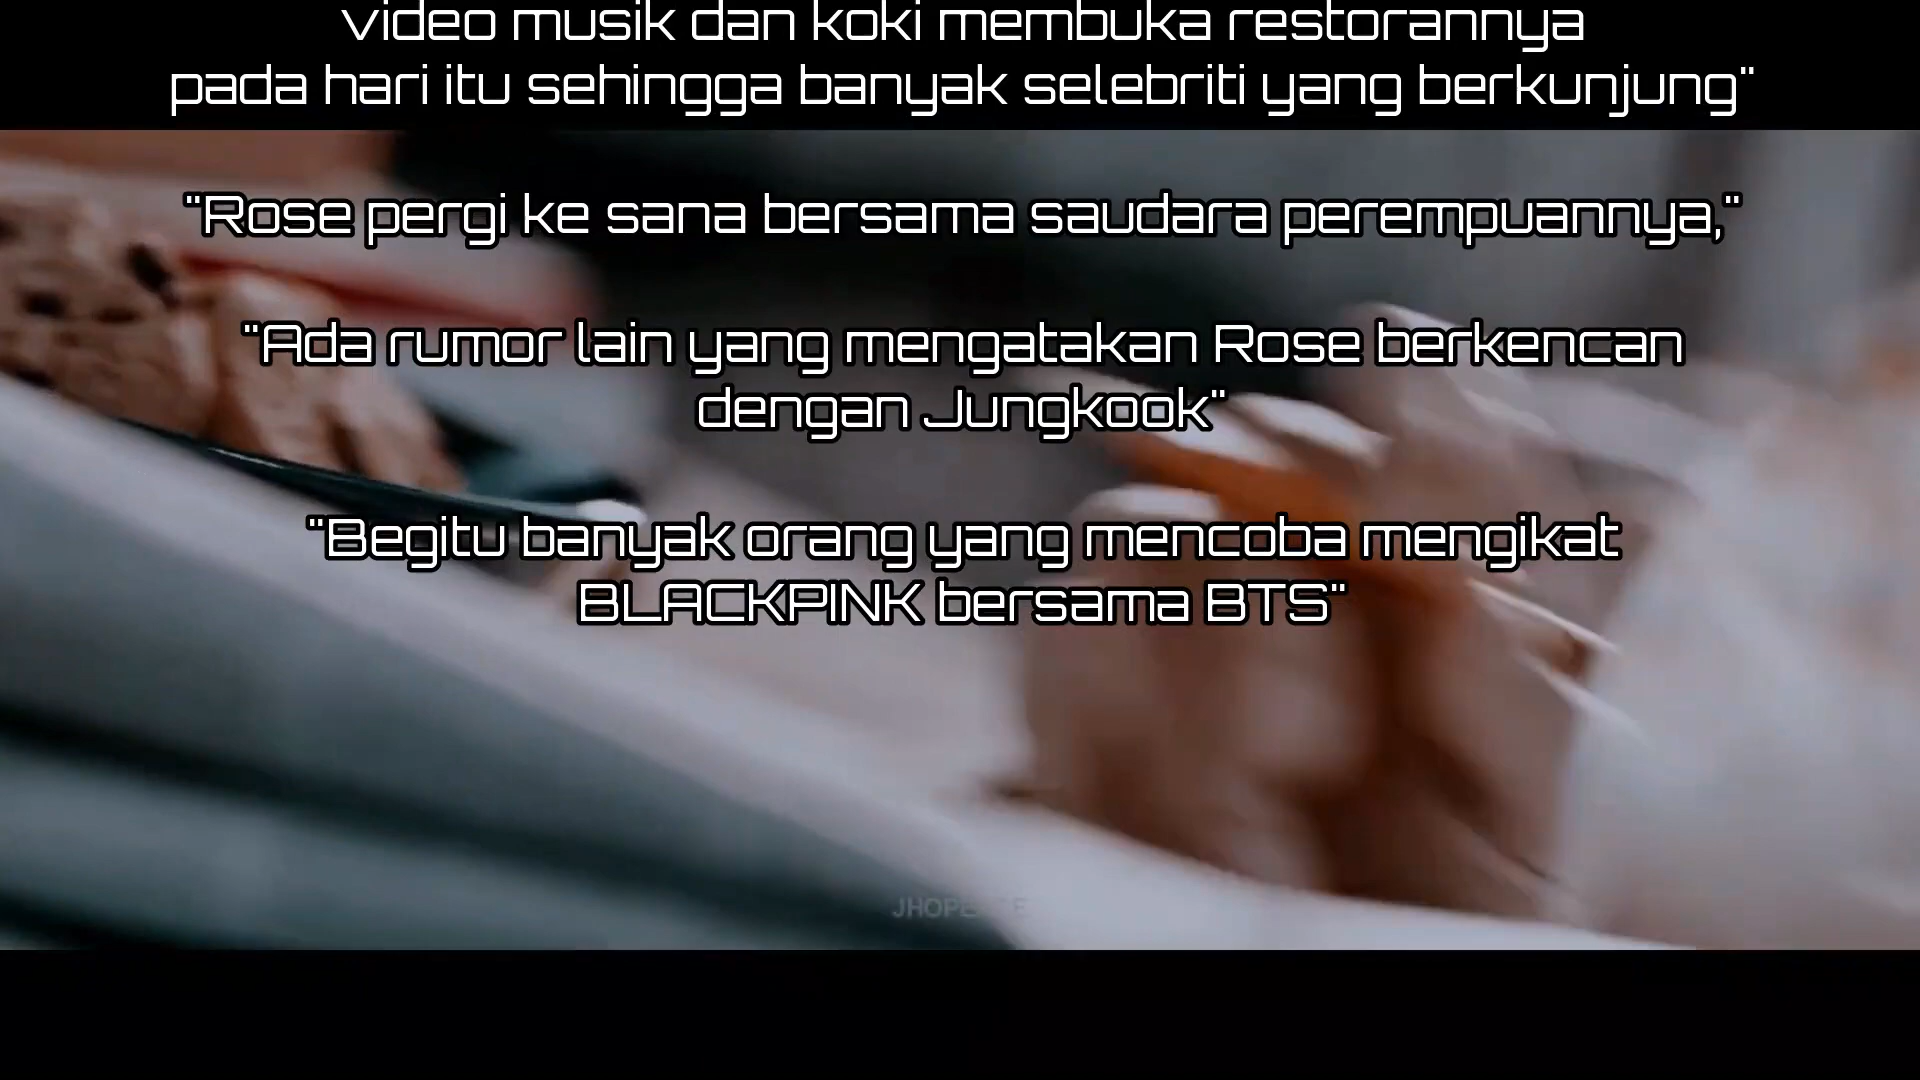 video musik dan koki membuka restorannya
pada hari itu sehingga banyak selebriti yang berkunjung"
"Rose pergi ke sana bersama saudara perempuannya,"
"Ada rumor lain yang mengatakan Rose berkencan
dengan Jungkook"
"Begitu banyak orang yang mencoba mengikat
BLACKPINK bersama BTS"